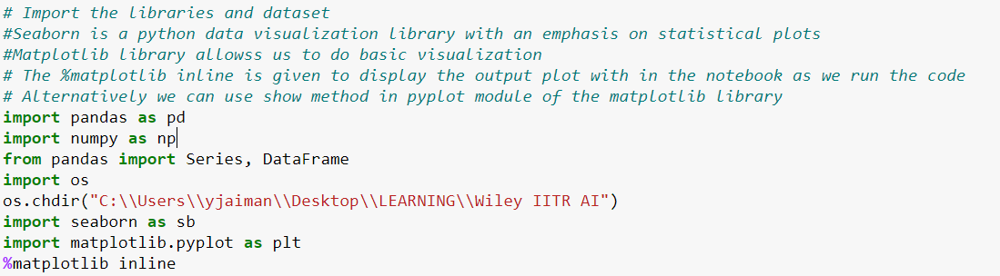 # Import the libraries and dataset
#Seaborn is a python data visualization library with an emphasis on statistical plots
#Matplotlib library allowss us to do basic visualization
# The %matplotlib inline is given to display the output plot with in the notebook as we run the code
# Alternatively we can use show method in pyplot module of the matplotlib library
import pandas as pd
import numpy as np
from pandas import Series, DataFrame
import os
os.chdir("C:\\Users\\yjaiman\\Desktop\\LEARNING\\Wiley IITR AI")
import seaborn as sb
import matplotlib.pyplot as plt
%matplotlib inline